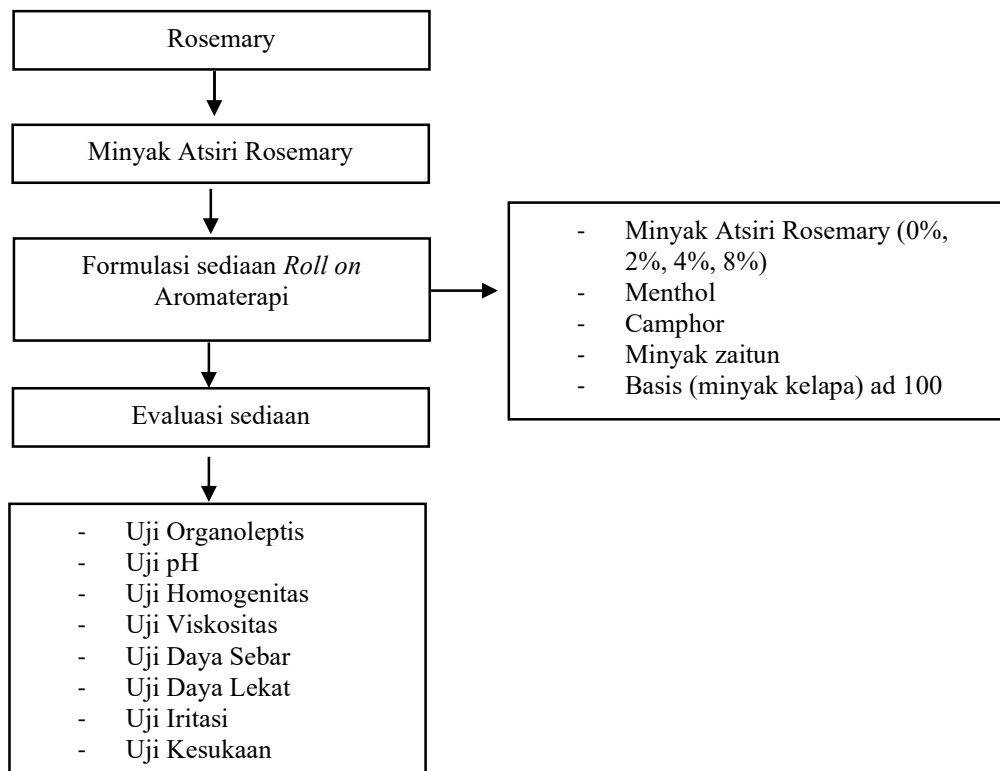 Rosemary
Minyak Atsiri Rosemary
Formulasi sediaan Roll on
Aromaterapi
- Minyak Atsiri Rosemary (0%,
2%, 4%, 8%)
- Menthol
- Camphor
- Minyak zaitun
- Basis (minyak kelapa) ad 100
Evaluasi sediaan
- Uji Organoleptis
- Uji pH
- Uji Homogenitas
- Uji Viskositas
- Uji Daya Sebar
- Uji Daya Lekat
- Uji Iritasi
- Uji Kesukaan